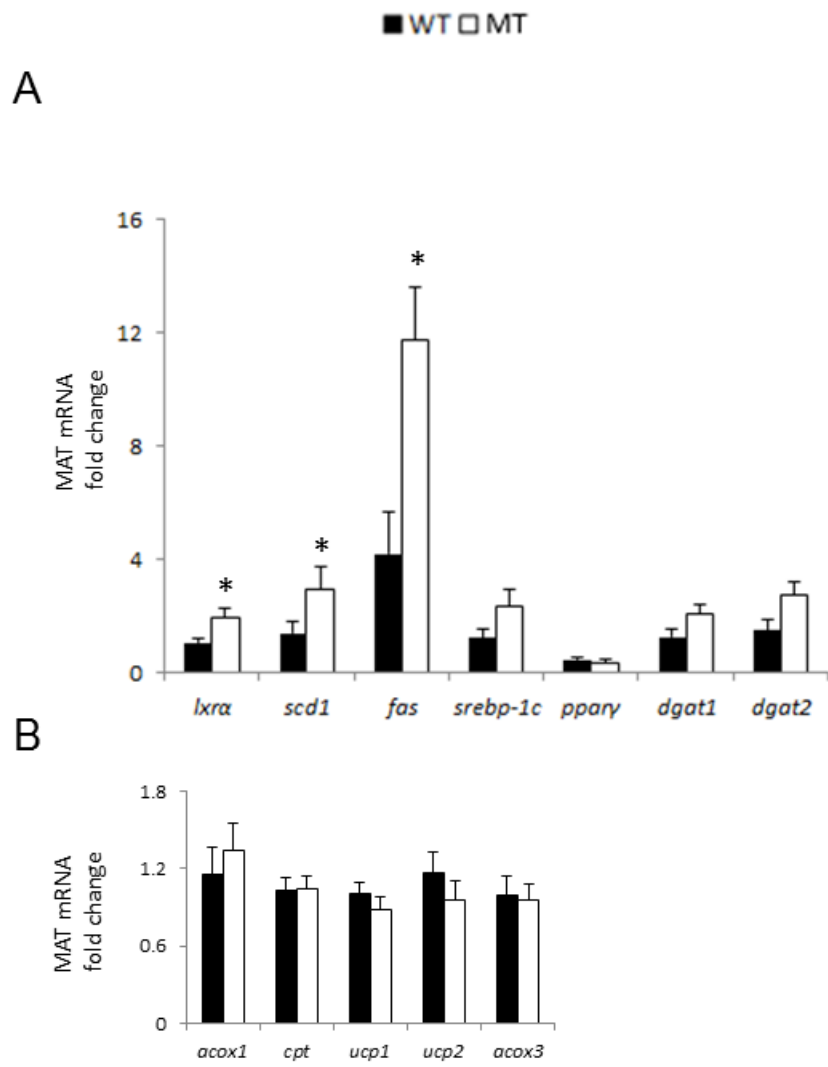 WT MT
A
16
12
8
4
0
MAT mRNA
fold change
*
*
*
lxrα scd1 fas srebp-1c pparγ dgat1 dgat2
B
1.8
1.2
0.6
0
MAT mRNA
fold change
acox1 cpt ucp1 ucp2 acox3